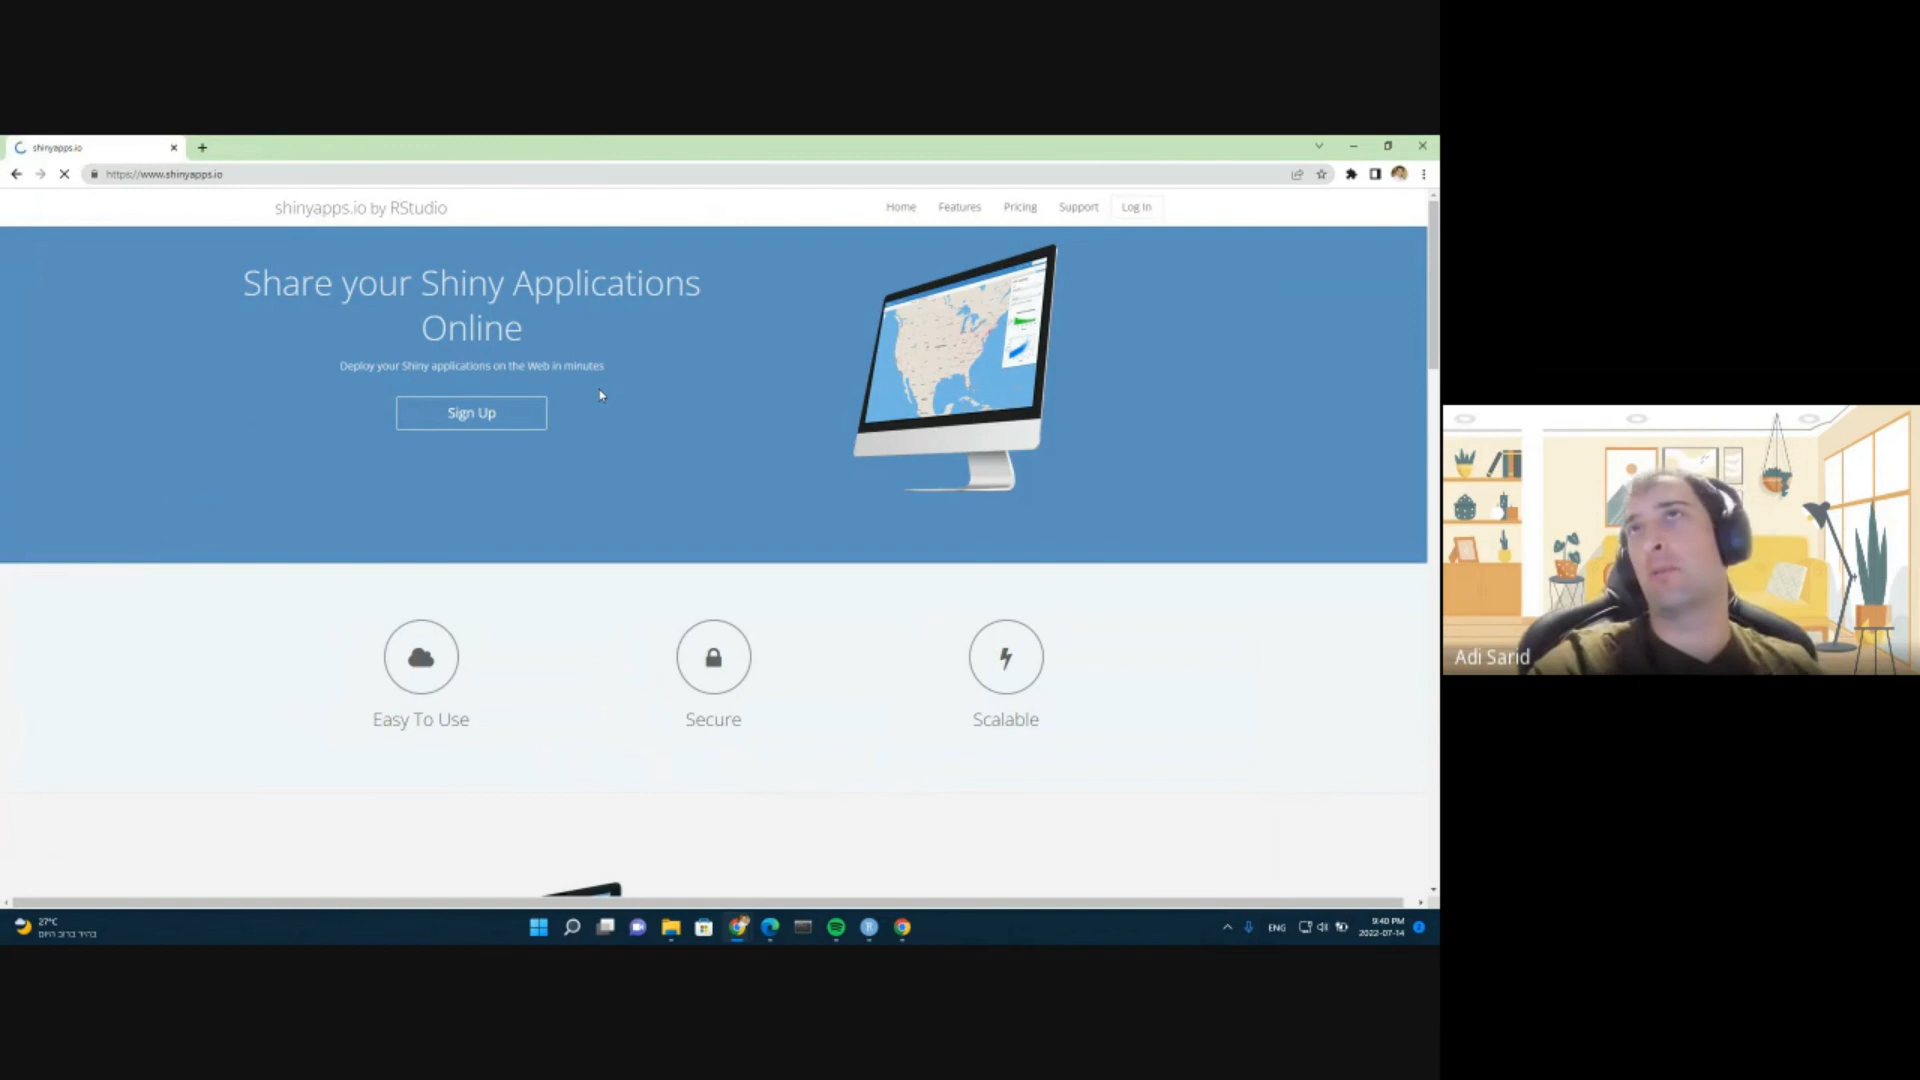 shinyapps.io
https://www.shinyapps.io
shinyapps.io by RStudio
Home
Features
Pricing
Support
Log In
Share your Shiny Applications
Online
Deploy your Shiny applications on the Web in minutes
Sign Up
Easy To Use
Secure
Scalable
Adi Sarid
27°C
ENG
9:40 PM
2022-07-14